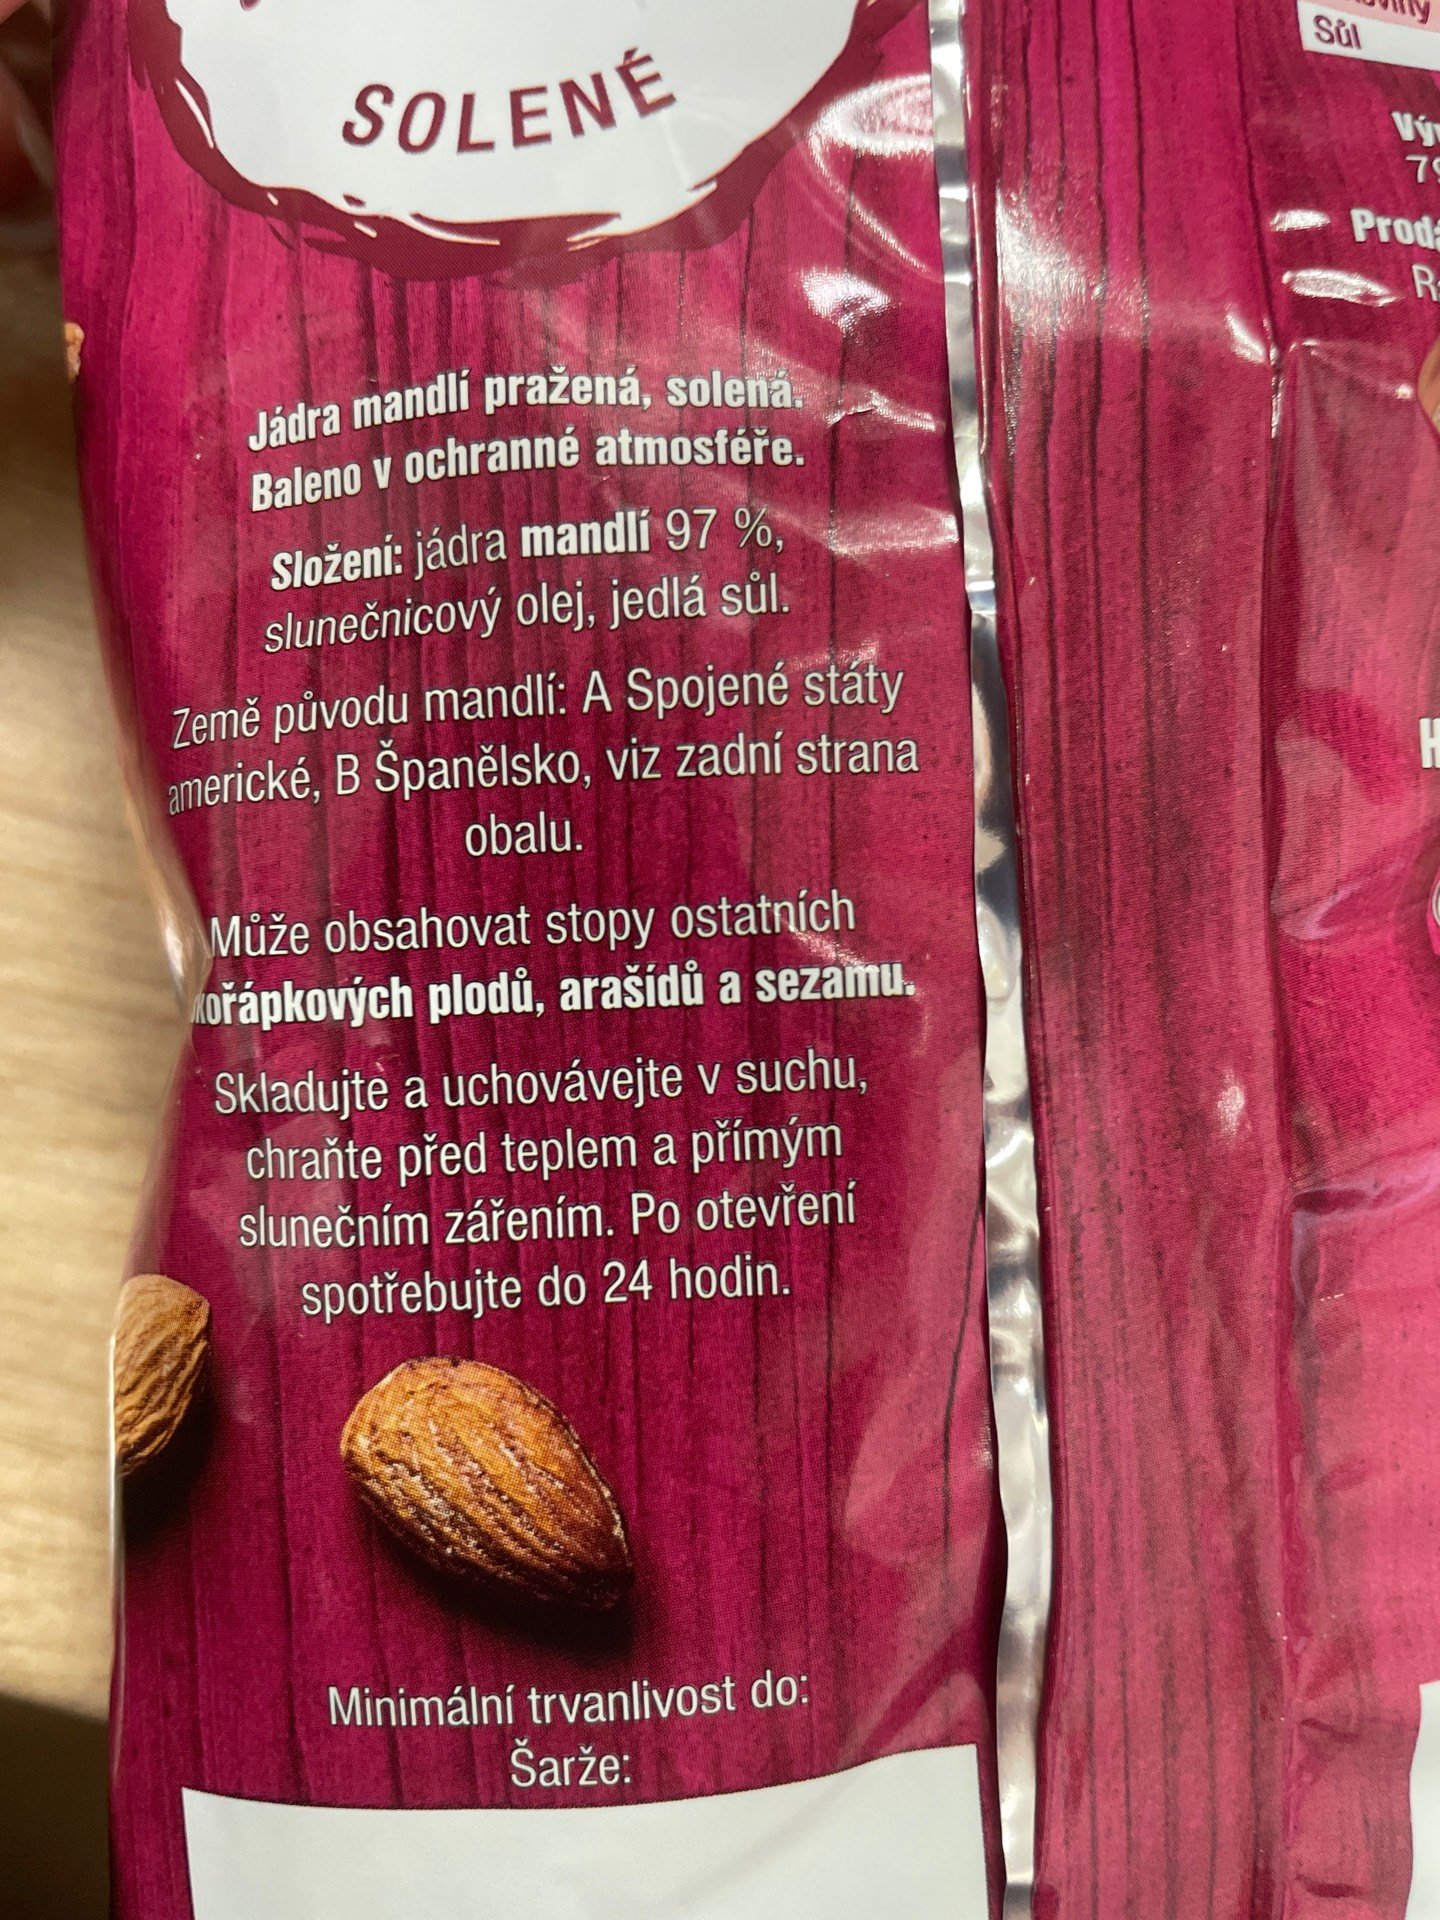 SOLENÉ
Jádra mandlí pražená, solená.
Baleno v ochranné atmosféře.
Složení: jádra mandlí 97 %,
slunečnicový olej, jedlá sůl.
Země původu mandlí: A Spojené státy
americké, B Španělsko, viz zadní strana
obalu.
Může obsahovat stopy ostatních
kořápkových plodů, arašídů a sezamu.
Skladujte a uchovávejte v suchu,
chraňte před teplem a přímým
slunečním zářením. Po otevření
spotřebujte do 24 hodin.
Minimální trvanlivost do:
Šarže:
Sůl